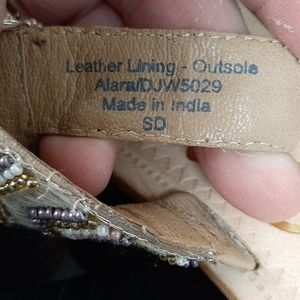 Leather Lining - Outsole
Alara/DJW5029
Made in India
SD